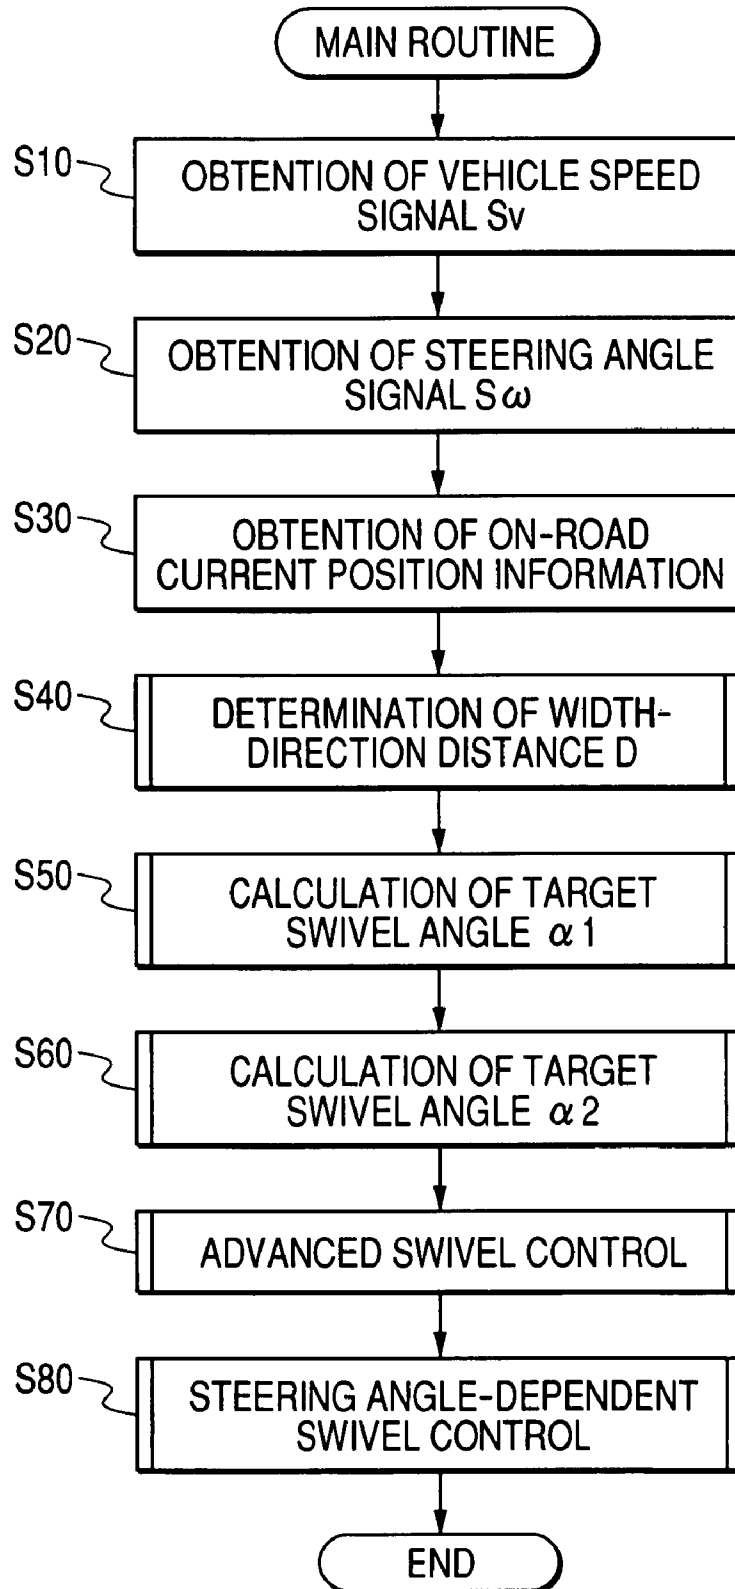 MAIN ROUTINE
S10
OBTENTION OF VEHICLE SPEED
SIGNAL Sv
S20
OBTENTION OF STEERING ANGLE
SIGNAL Sω
S30
OBTENTION OF ON-ROAD
CURRENT POSITION INFORMATION
S40
DETERMINATION OF WIDTH-
DIRECTION DISTANCE D
S50
CALCULATION OF TARGET
SWIVEL ANGLE α1
S60
CALCULATION OF TARGET
SWIVEL ANGLE α2
S70
ADVANCED SWIVEL CONTROL
S80
STEERING ANGLE-DEPENDENT
SWIVEL CONTROL
END